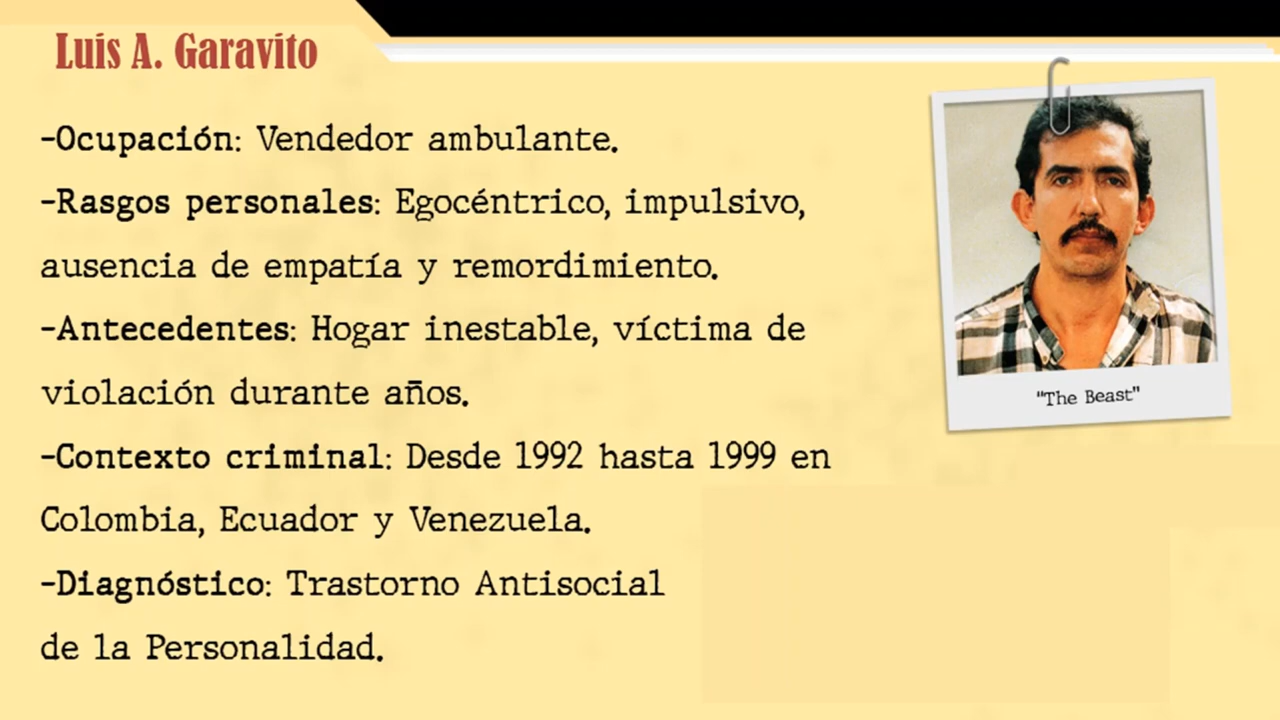 Luis A. Garavito
-Ocupación: Vendedor ambulante.
-Rasgos personales: Egocéntrico, impulsivo,
ausencia de empatía y remordimiento.
-Antecedentes: Hogar inestable, víctima de
violación durante años.
-Contexto criminal: Desde 1992 hasta 1999 en
Colombia, Ecuador y Venezuela.
-Diagnóstico: Trastorno Antisocial
de la Personalidad.
"The Beast"